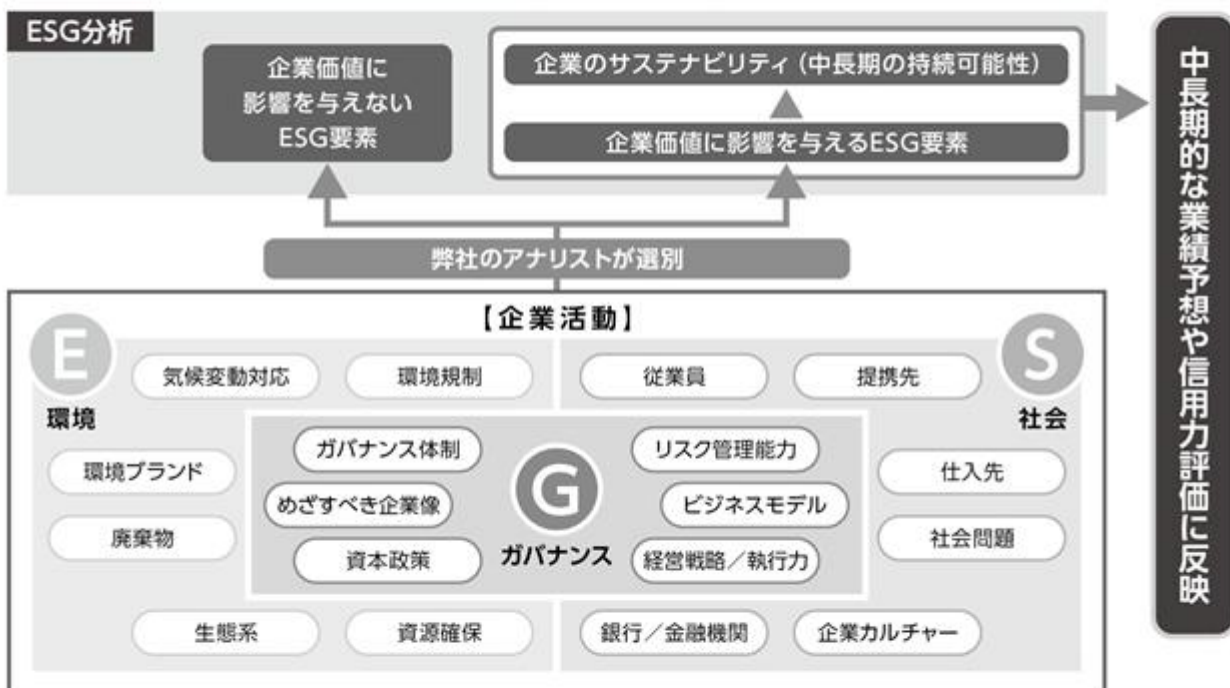 ESG分析
企業価値に
影響を与えない
ESG要素
企業のサステナビリティ（中長期の持続可能性）
企業価値に影響を与えるESG要素
中長期的な業績予想や信用力評価に反映
弊社のアナリストが選別
【企業活動】
E
環境
S
社会
気候変動対応
環境規制
従業員
提携先
環境ブランド
廃棄物
ガバナンス体制
めざすべき企業像
資本政策
G
ガバナンス
リスク管理能力
ビジネスモデル
経営戦略／執行力
仕入先
社会問題
生態系
資源確保
銀行／金融機関
企業カルチャー